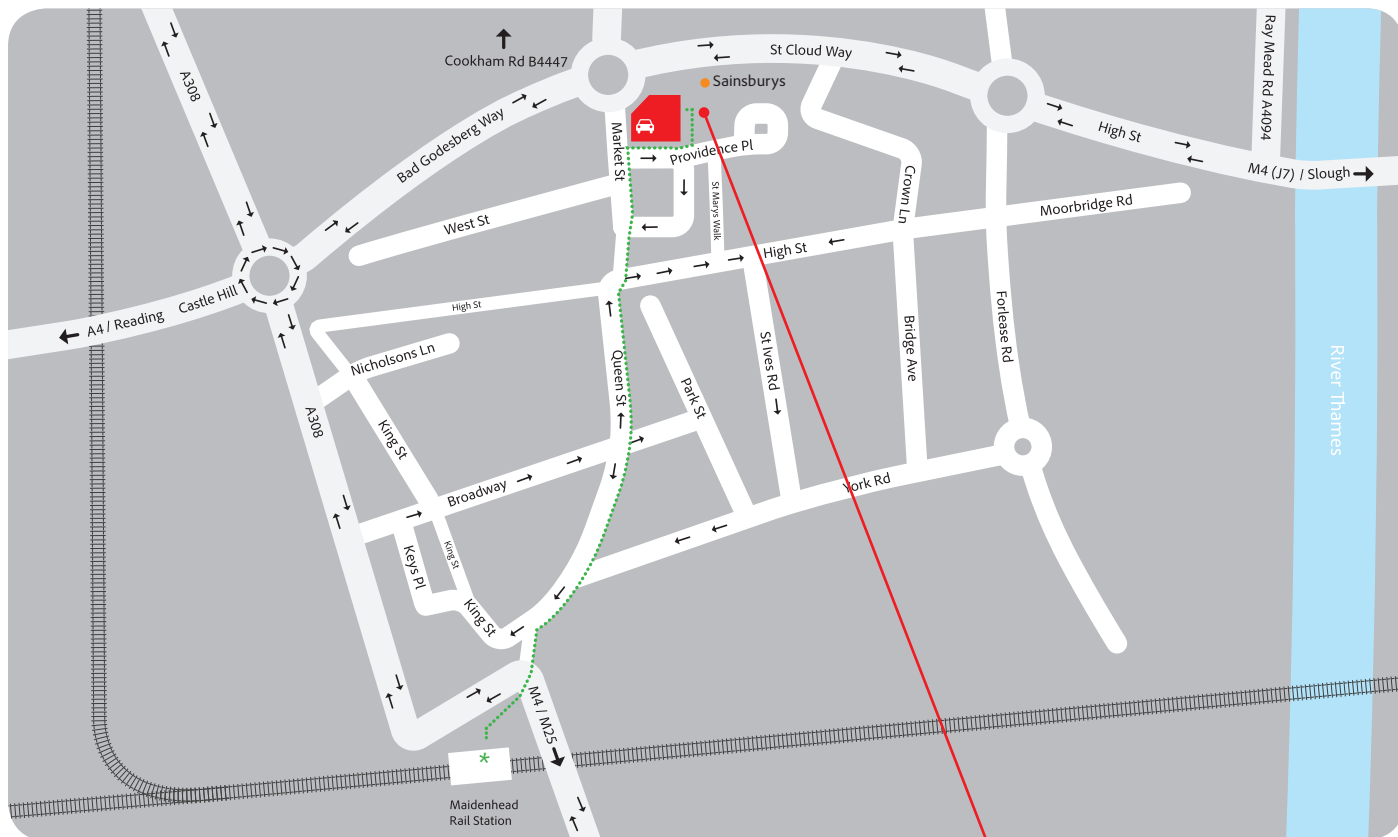 A308
Cookham Rd B4447
St Cloud Way
Sainsburys
Ray Mead Rd A4094
High St
M4 (J7) / Slough
Bad Godesberg Way
Market St
Providence Pl
St Marys Walk
Crown Ln
Moorbridge Rd
West St
High St
Castle Hill
A4 / Reading
High St
Nicholsons Ln
Queen St
Park St
St Ives Rd
Bridge Ave
Forlease Rd
River Thames
A308
King St
Broadway
York Rd
Keys Pl
King St
King St
M4 / M25
*
Maidenhead
Rail Station